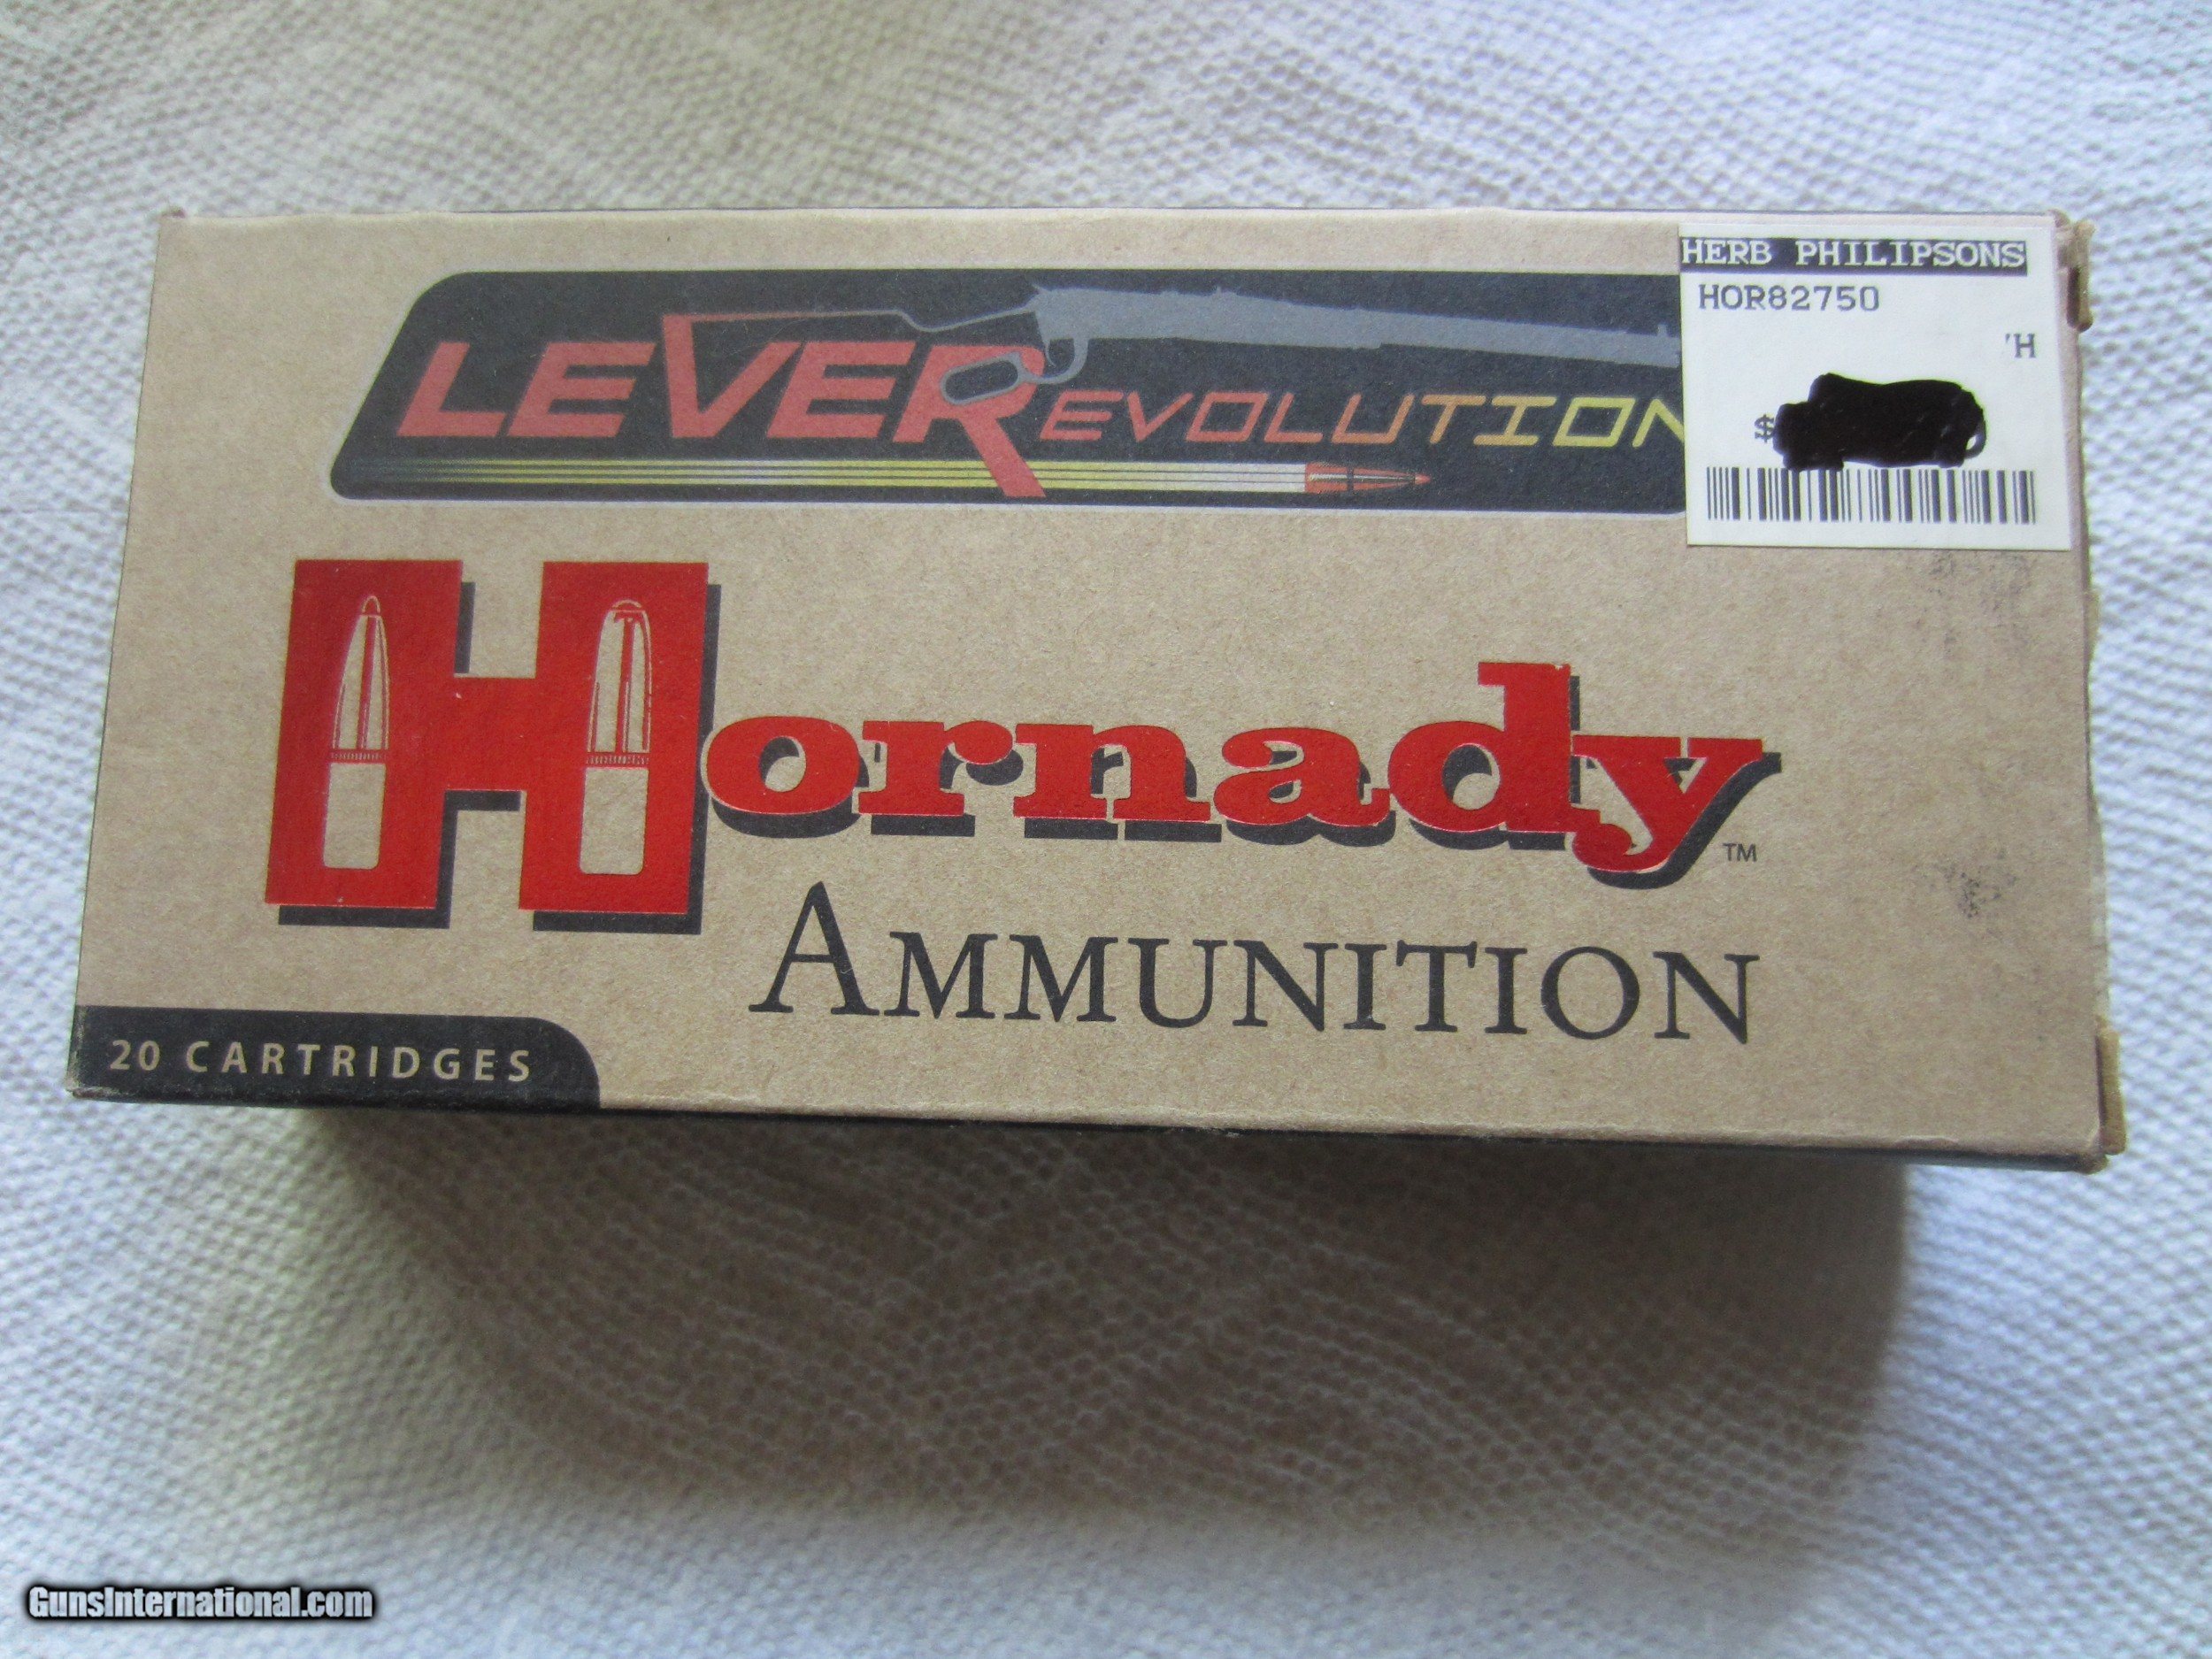 HERB PHILIPSONS
HOR82750
'H
$
LEVEREVOLUTION
Hornady
TM
AMMUNITION
20 CARTRIDGES
GunsInternational.com